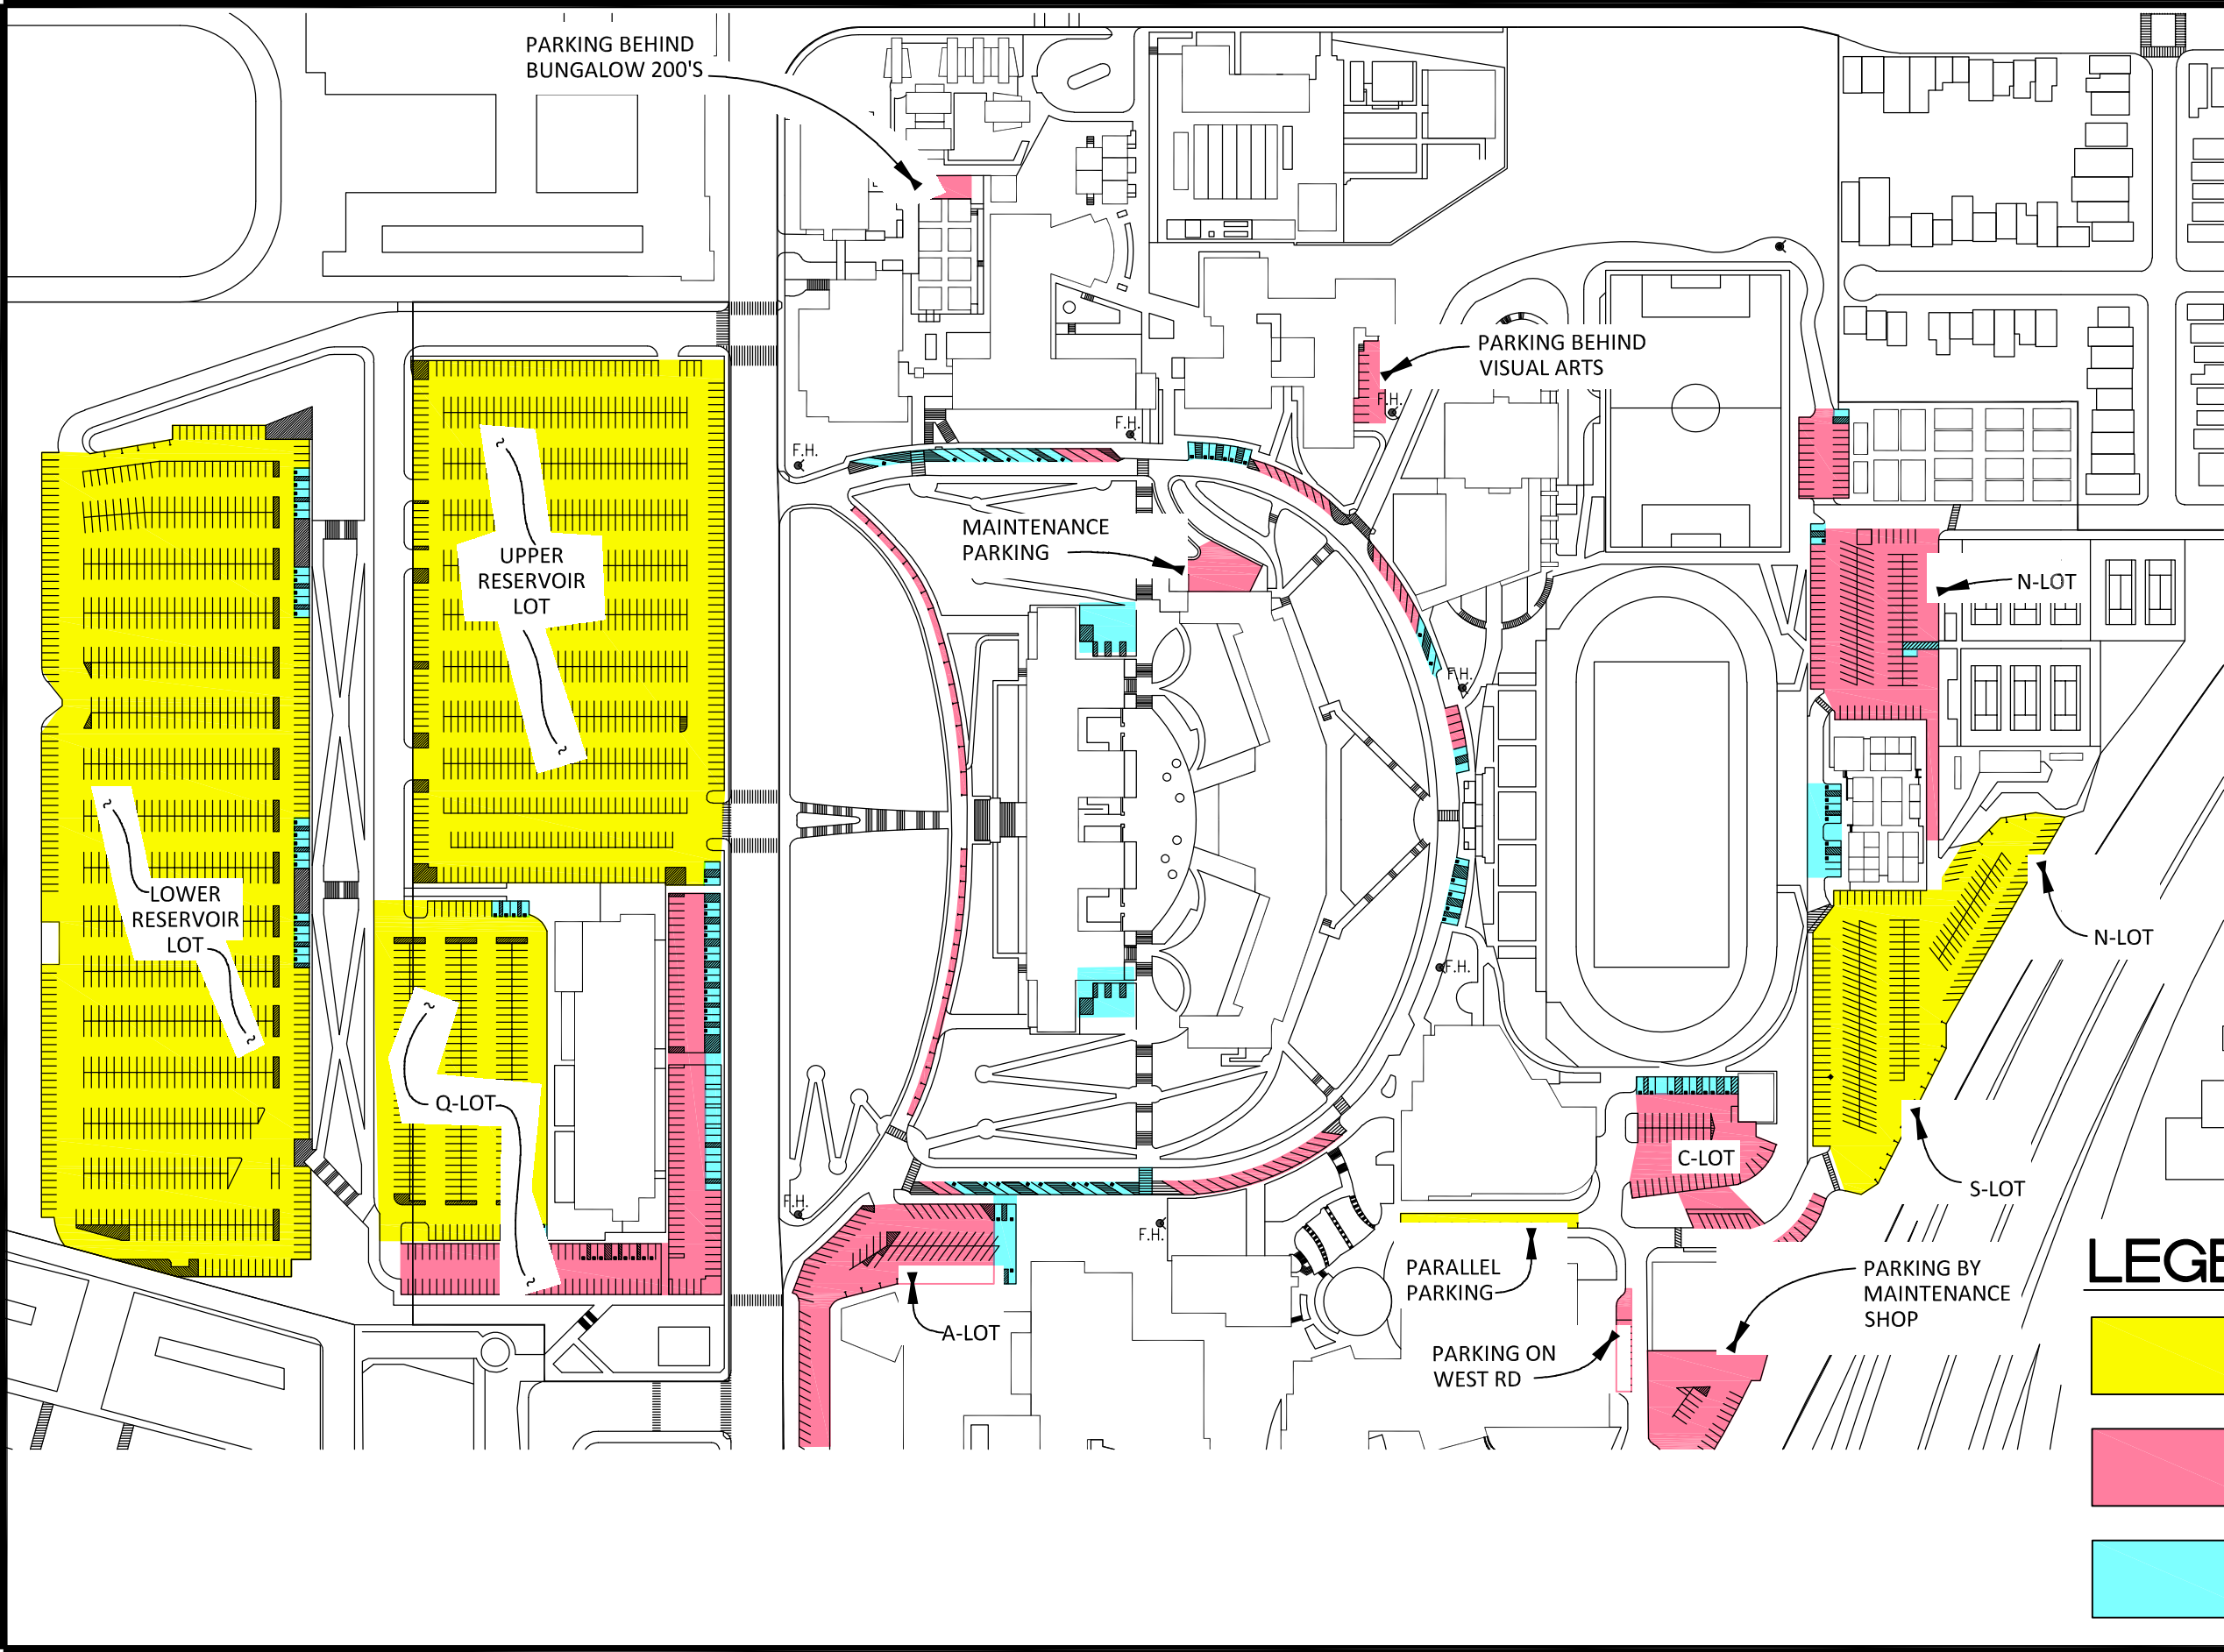 PARKING BEHIND
BUNGALOW 200'S
PARKING BEHIND
VISUAL ARTS
F.H.
F.H.
F.H.
MAINTENANCE
PARKING
UPPER
RESERVOIR
LOT
N-LOT
F.H.
LOWER
RESERVOIR
LOT
N-LOT
F.H.
Q-LOT
C-LOT
S-LOT
F.H.
F.H.
PARALLEL
PARKING
PARKING BY
MAINTENANCE
SHOP
A-LOT
PARKING ON
WEST RD
LEGE